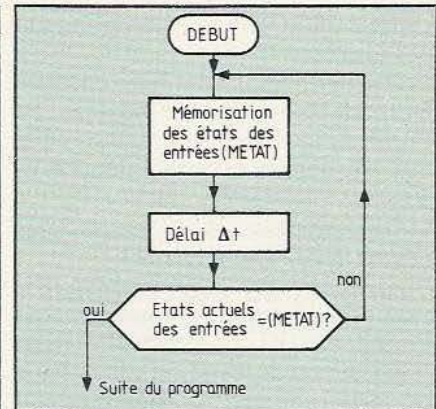 DEBUT
Mémorisation
des états des
entrées(METAT)
Délai Δt
non
oui
Etats actuels
des entrées =(METAT)?
Suite du programme